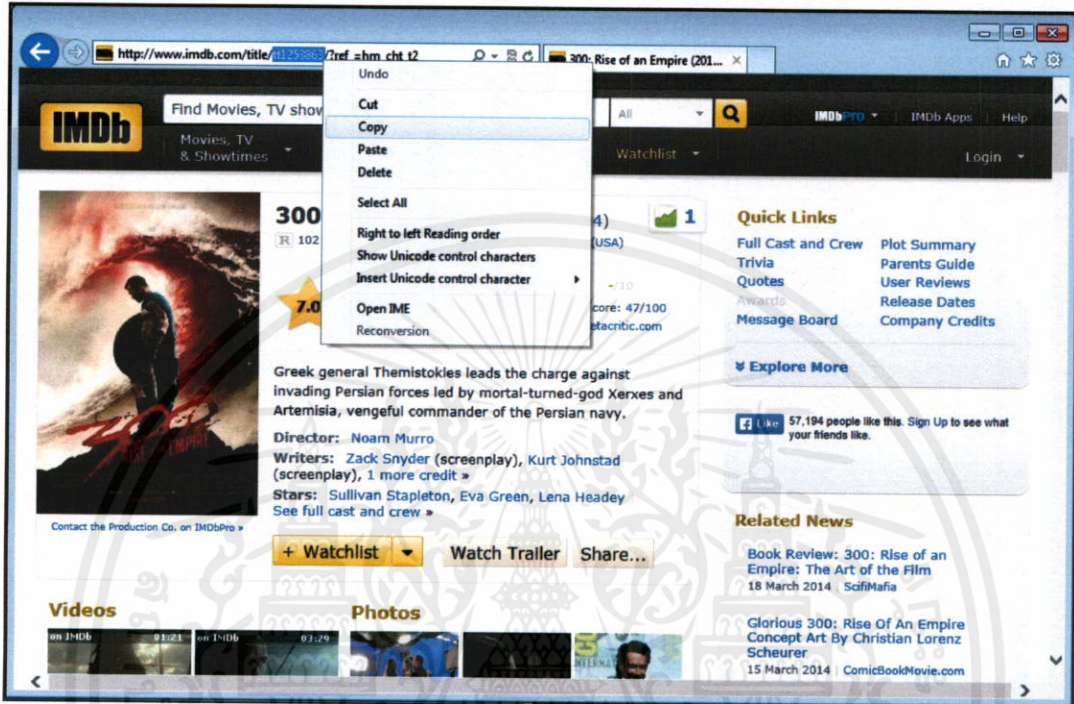 http://www.imdb.com/title/tt1253863/?ref_=hm_cht_t2
300: Rise of an Empire (201...
Undo
Cut
Copy
Paste
Delete
Select All
Right to left Reading order
Show Unicode control characters
Insert Unicode control character
Open IME
Reconversion
IMDb
Find Movies, TV show
All
IMDbPro
IMDb Apps
Help
Movies, TV
& Showtimes
Watchlist
Login
300
4)
1
R 102
(USA)
7.0
-/10
core: 47/100
etacritic.com
Greek general Themistokles leads the charge against
invading Persian forces led by mortal-turned-god Xerxes and
Artemisia, vengeful commander of the Persian navy.
Director: Noam Murro
Writers: Zack Snyder (screenplay), Kurt Johnstad
(screenplay), 1 more credit »
Stars: Sullivan Stapleton, Eva Green, Lena Headey
See full cast and crew »
+ Watchlist
Watch Trailer
Share...
Contact the Production Co. on IMDbPro »
Videos
on IMDb 01:21
on IMDb 03:29
Photos
Quick Links
Full Cast and Crew
Plot Summary
Trivia
Parents Guide
Quotes
User Reviews
Awards
Release Dates
Message Board
Company Credits
Explore More
Like
57,194 people like this. Sign Up to see what
your friends like.
Related News
Book Review: 300: Rise of an
Empire: The Art of the Film
18 March 2014 | ScifiMafia
Glorious 300: Rise Of An Empire
Concept Art By Christian Lorenz
Scheurer
15 March 2014 | ComicBookMovie.com